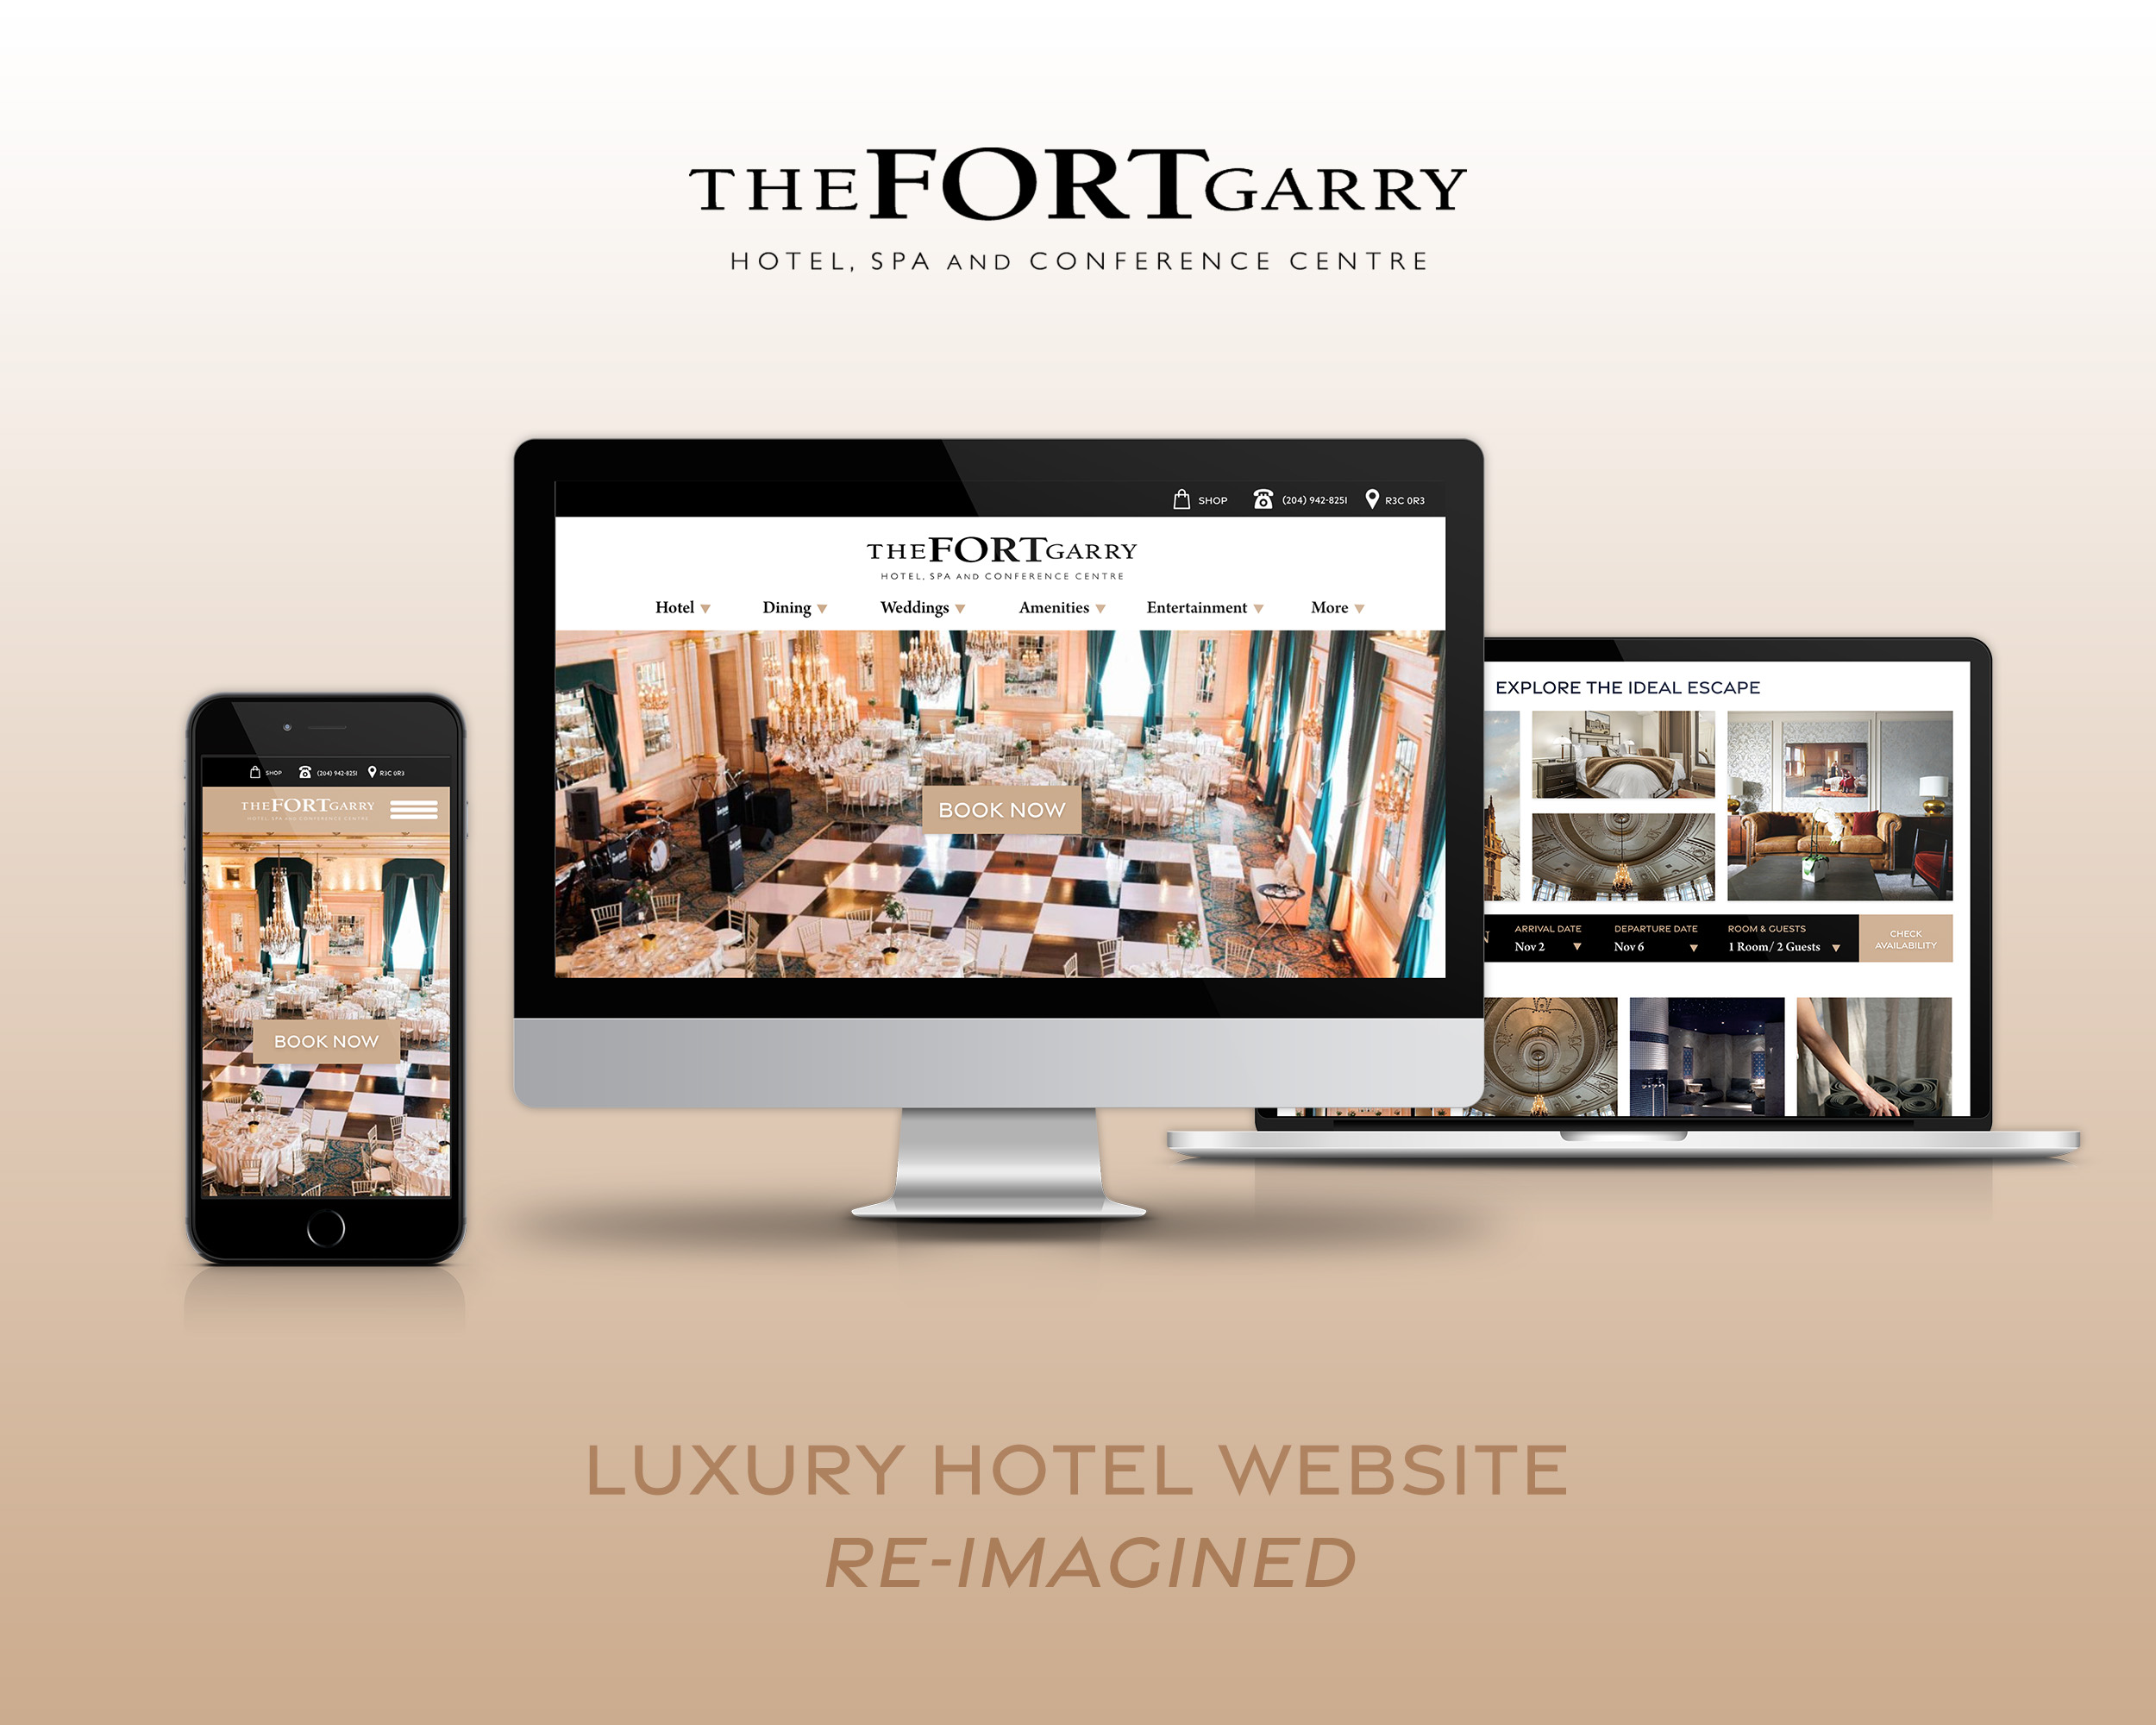 THE FORT GARRY
HOTEL, SPA AND CONFERENCE CENTRE
SHOP (204) 942-8251 R3C 0R3
THE FORT GARRY
HOTEL, SPA AND CONFERENCE CENTRE
Hotel Dining Weddings Amenities Entertainment More
BOOK NOW
SHOP (204) 942-8251 R3C 0R3
THE FORT GARRY
HOTEL, SPA AND CONFERENCE CENTRE
BOOK NOW
EXPLORE THE IDEAL ESCAPE
ARRIVAL DATE DEPARTURE DATE ROOM & GUESTS
Nov 2 Nov 6 1 Room/ 2 Guests
CHECK
AVAILABILITY
LUXURY HOTEL WEBSITE
RE-IMAGINED